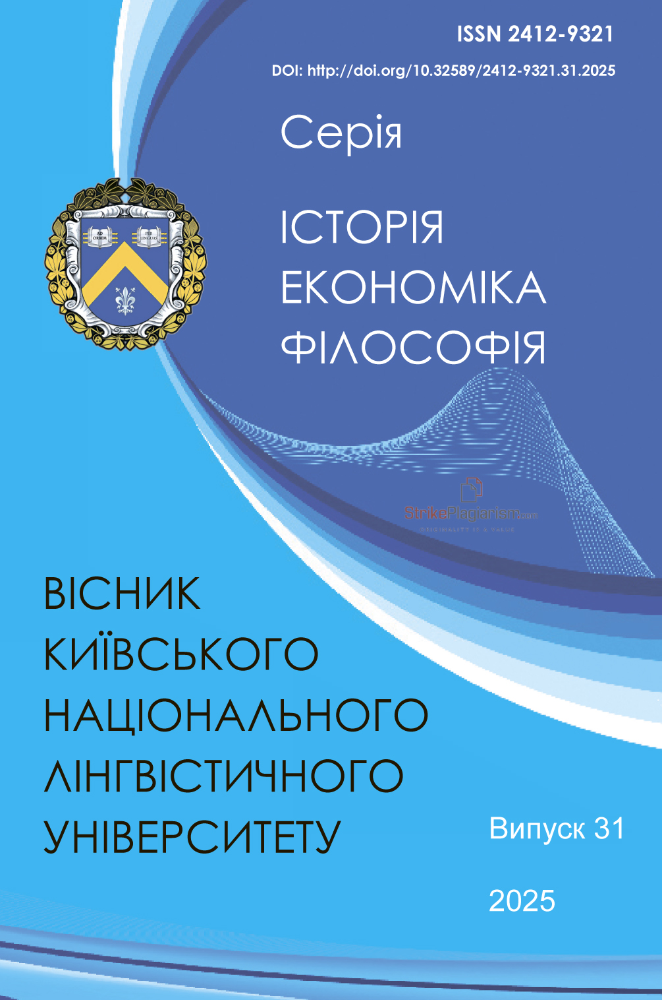 ISSN 2412-9321
DOI: http://doi.org/10.32589/2412-9321.31.2025
Серія
ІСТОРІЯ
ЕКОНОМІКА
ФІЛОСОФІЯ
AD
ORBEM
PER
LINGUAS
StrikePlagiarism.com
ORIGINALITY IS A VALUE
ВІСНИК
КИЇВСЬКОГО
НАЦІОНАЛЬНОГО
ЛІНГВІСТИЧНОГО
УНІВЕРСИТЕТУ
Випуск 31
2025